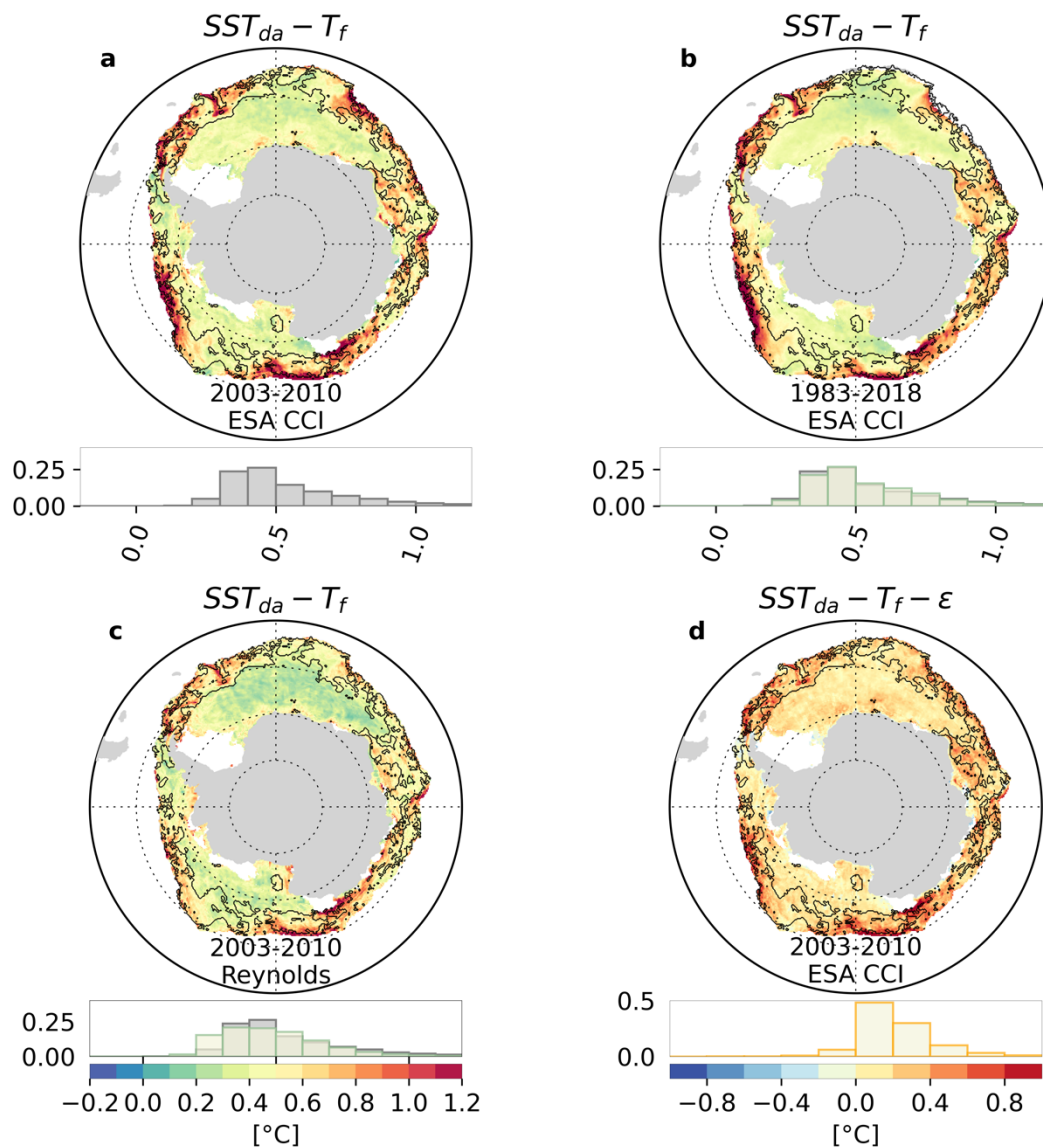 SST_da − T_f
SST_da − T_f
a
b
2003-2010
ESA CCI
1983-2018
ESA CCI
0.25
0.00
0.25
0.00
0.0
0.5
1.0
0.0
0.5
1.0
SST_da − T_f
SST_da − T_f − ε
c
d
2003-2010
Reynolds
2003-2010
ESA CCI
0.25
0.00
0.5
0.0
−0.2 0.0 0.2 0.4 0.6 0.8 1.0 1.2
[°C]
−0.8 −0.4 0.0 0.4 0.8
[°C]